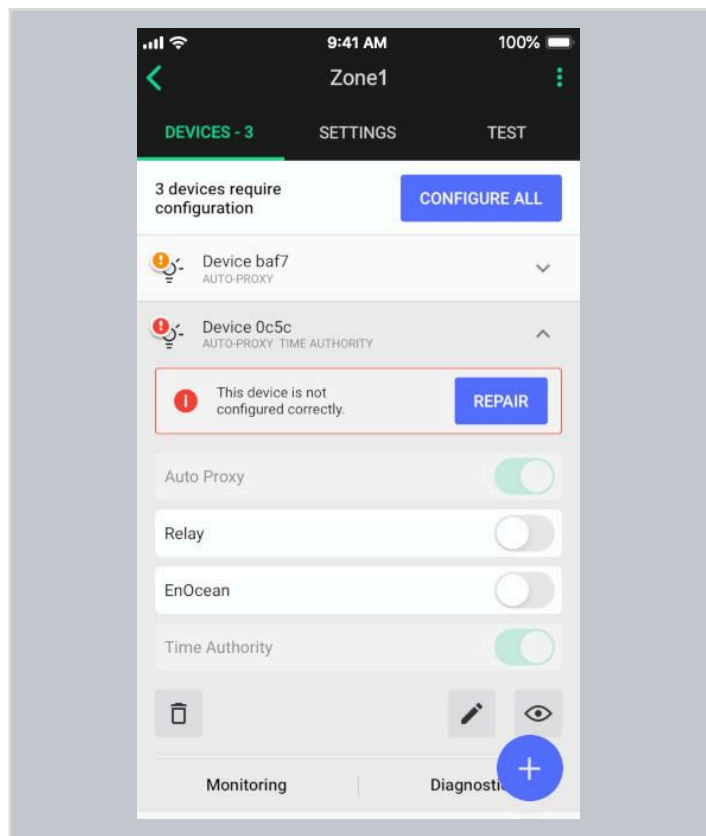 9:41 AM
100%
Zone1
DEVICES - 3
SETTINGS
TEST
3 devices require
configuration
CONFIGURE ALL
Device baf7
AUTO-PROXY
Device 0c5c
AUTO-PROXY TIME AUTHORITY
This device is not
configured correctly.
REPAIR
Auto Proxy
Relay
EnOcean
Time Authority
Monitoring